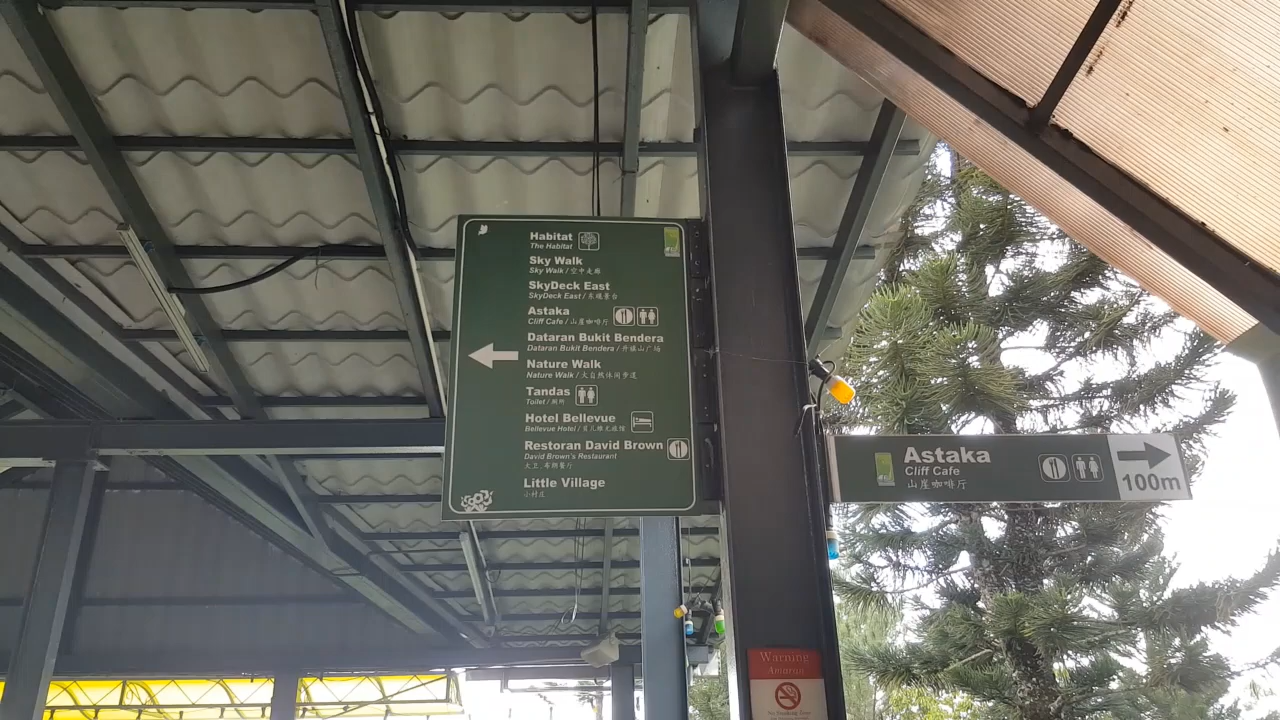 Habitat
The Habitat
Sky Walk
Sky Walk / 空中走廊
SkyDeck East
SkyDeck East / 东观景台
Astaka
Cliff Cafe / 山崖咖啡厅
Dataran Bukit Bendera
Dataran Bukit Bendera / 升旗山广场
Nature Walk
Nature Walk / 大自然休闲步道
Tandas
Toilet / 厕所
Hotel Bellevue
Bellevue Hotel /
Restoran David Brown
David Brown's Restaurant
大卫.布朗餐厅
Little Village
小村庄
Astaka
Cliff Cafe
山崖咖啡厅
100m
Warning
Amaran